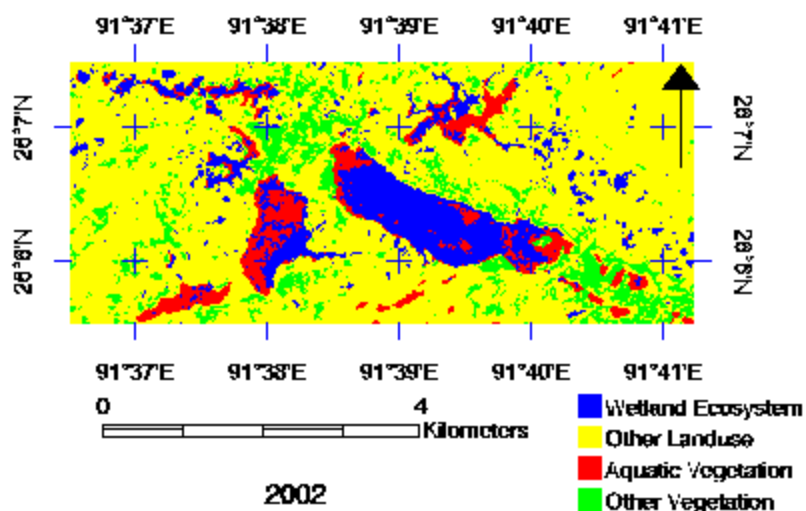 91°37'E 91°38'E 91°39'E 91°40'E 91°41'E
26°7'N 26°7'N
26°6'N 26°6'N
91°37'E 91°38'E 91°39'E 91°40'E 91°41'E
0 4
Kilometers
Wetland Ecosystem
Other Landuse
Aquatic Vegetation
Other Vegetation
2002